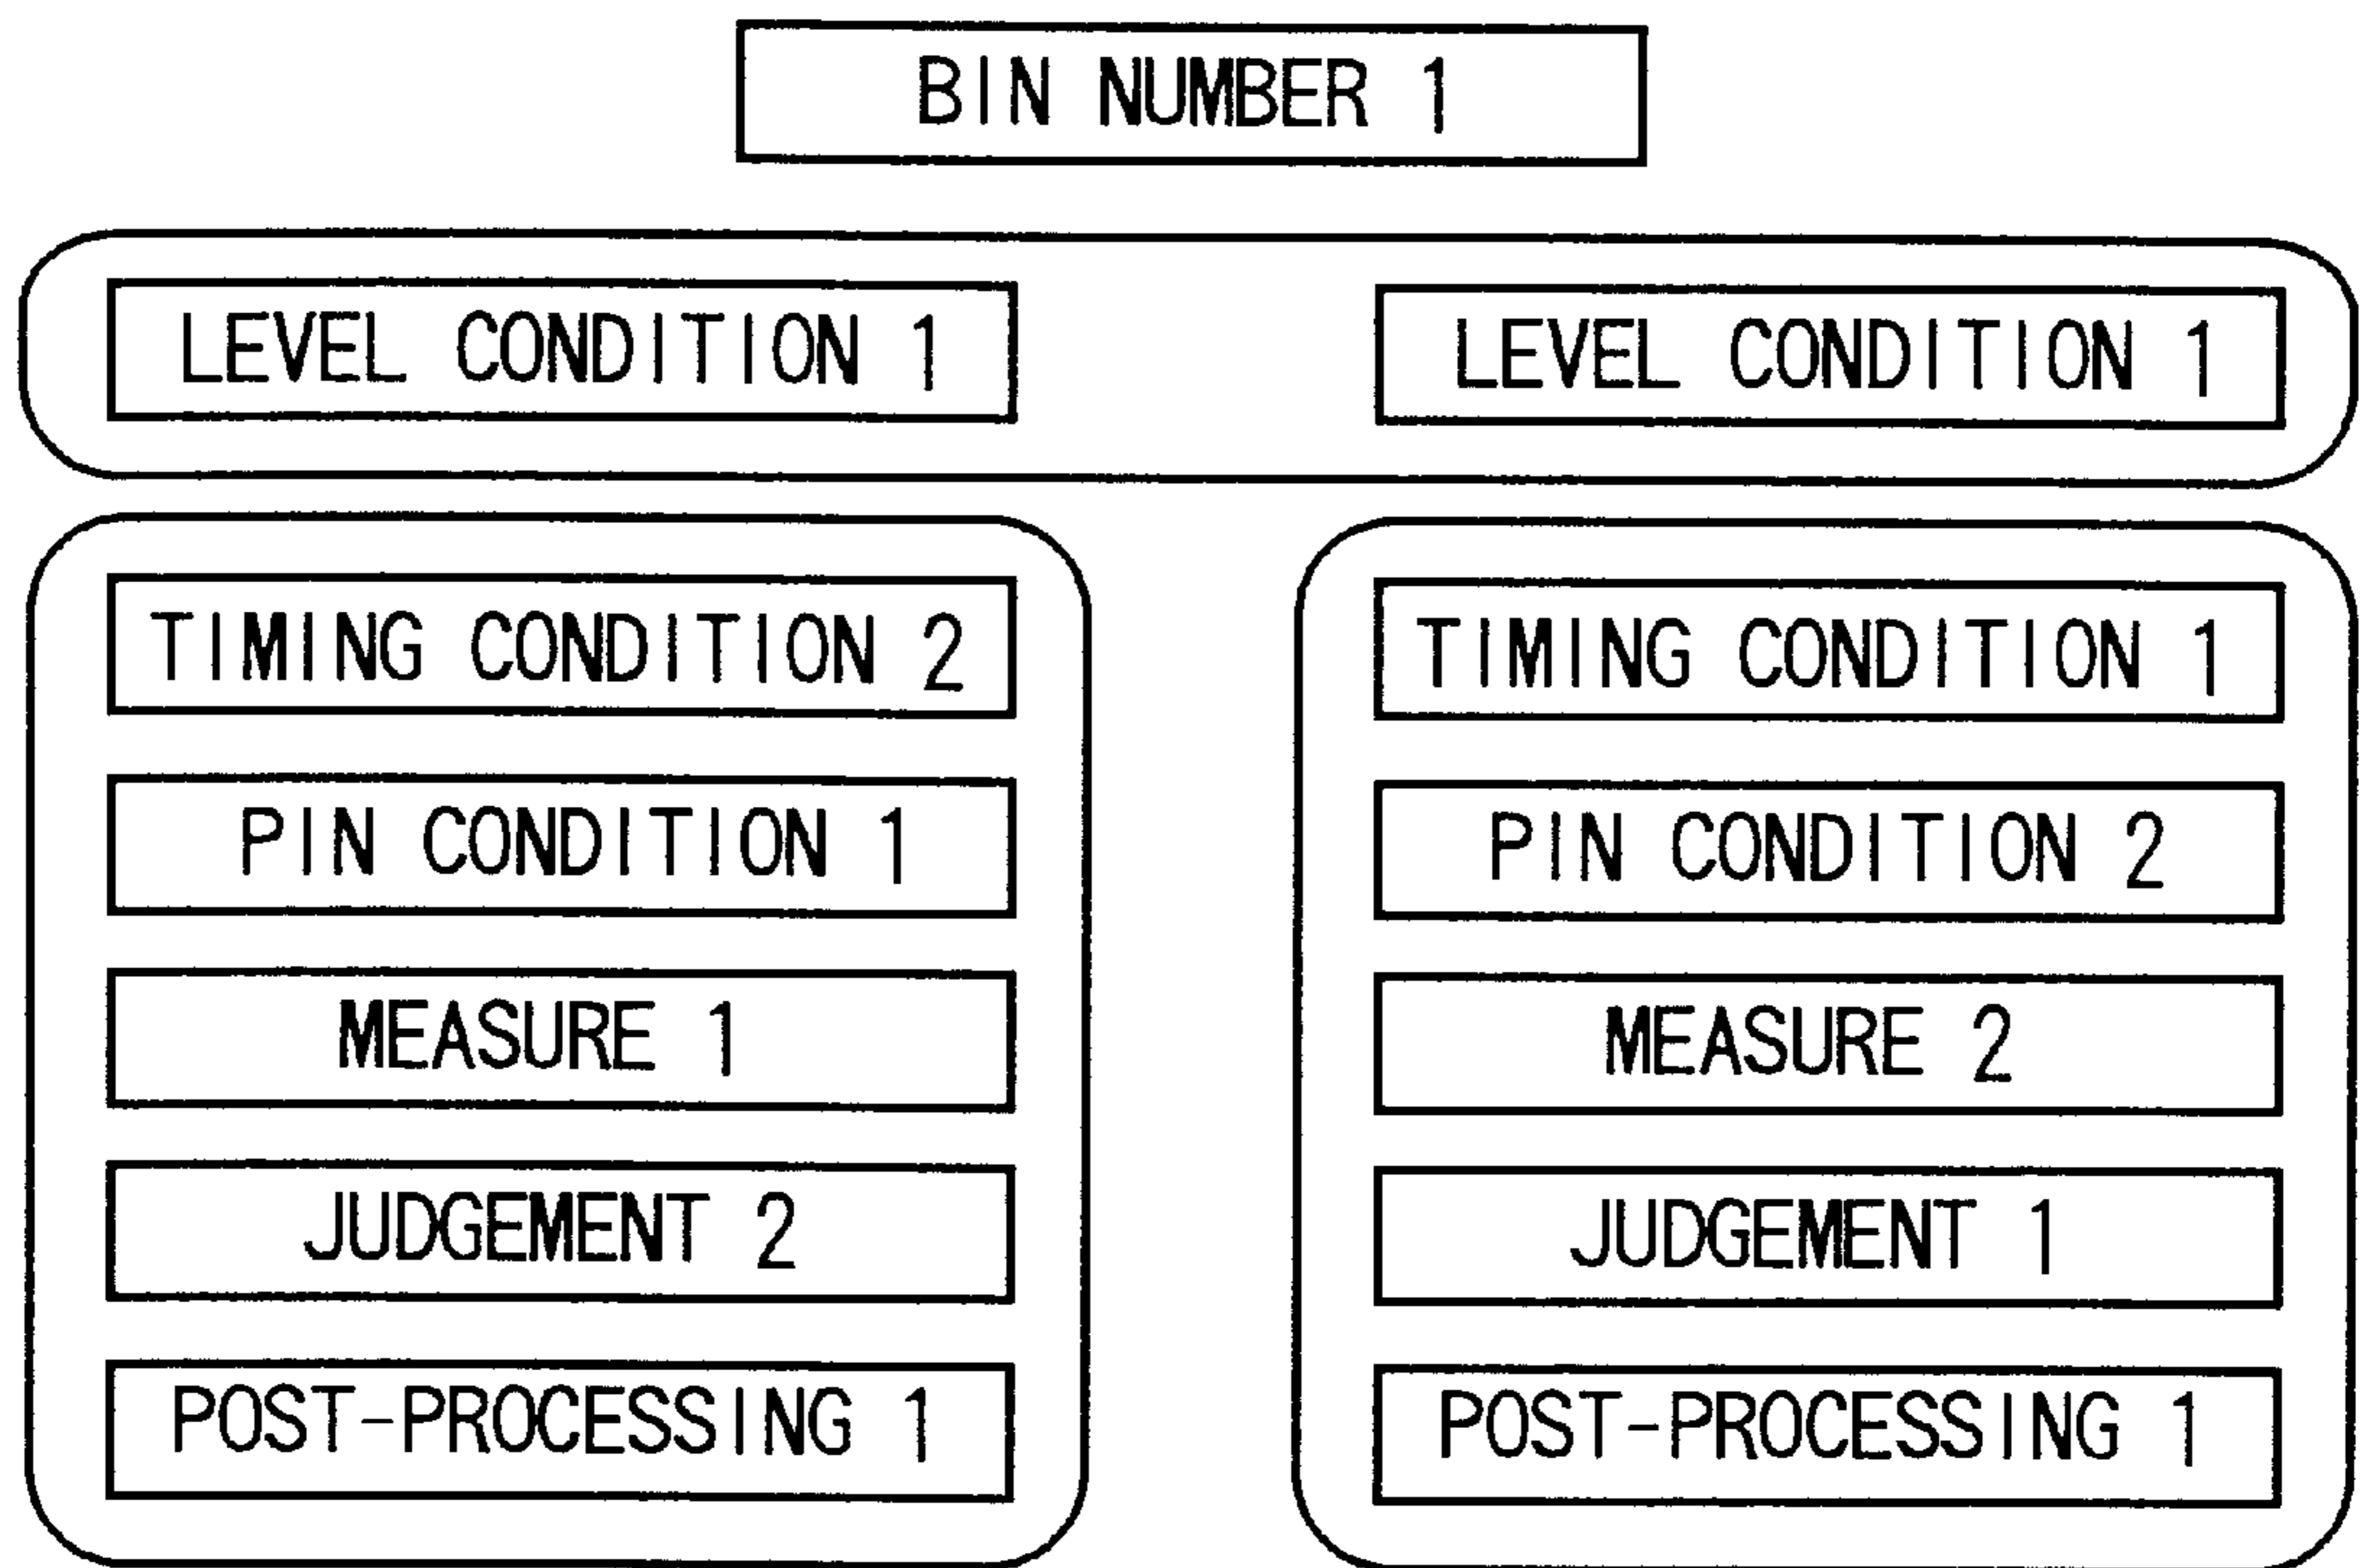 BIN NUMBER 1
LEVEL CONDITION 1
LEVEL CONDITION 1
TIMING CONDITION 2
PIN CONDITION 1
MEASURE 1
JUDGEMENT 2
POST-PROCESSING 1
TIMING CONDITION 1
PIN CONDITION 2
MEASURE 2
JUDGEMENT 1
POST-PROCESSING 1